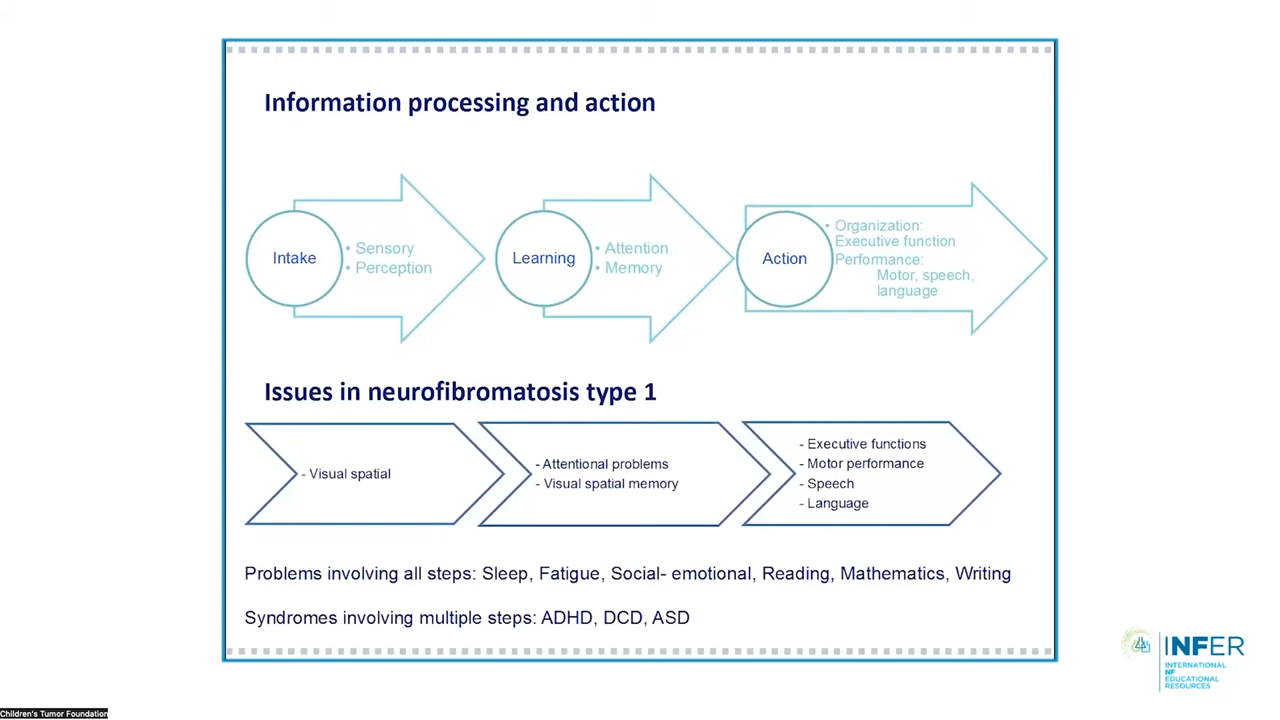 Information processing and action
Intake
• Sensory
• Perception
Learning
• Attention
• Memory
Action
• Organization:
Executive function
Performance:
Motor, speech,
language
Issues in neurofibromatosis type 1
- Visual spatial
- Attentional problems
- Visual spatial memory
- Executive functions
- Motor performance
- Speech
- Language
Problems involving all steps: Sleep, Fatigue, Social- emotional, Reading, Mathematics, Writing
Syndromes involving multiple steps: ADHD, DCD, ASD
INFER
INTERNATIONAL
NF
EDUCATIONAL
RESOURCES
Children's Tumor Foundation